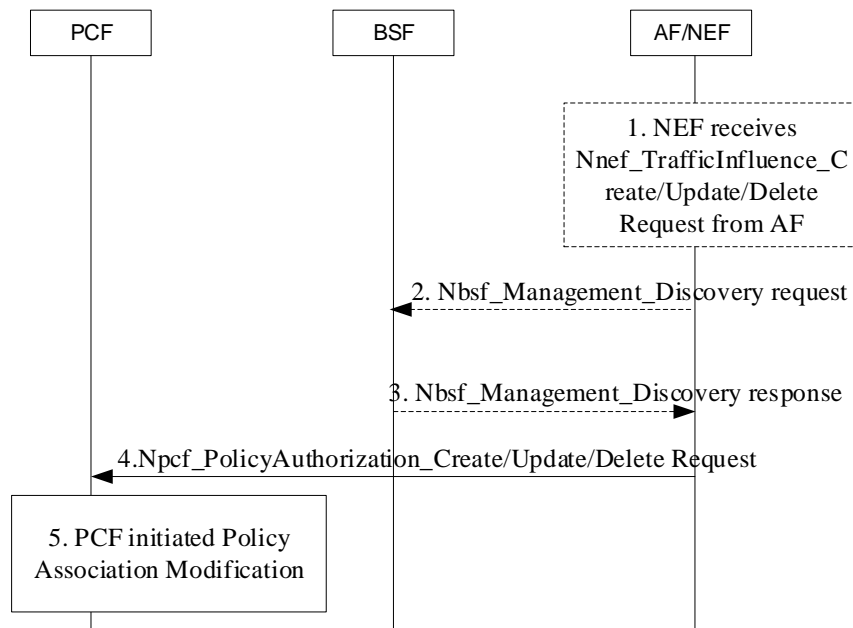 PCF
BSF
AF/NEF
1. NEF receives
Nnef_TrafficInfluence_C
reate/Update/Delete
Request from AF
2. Nbsf_Management_Discovery request
3. Nbsf_Management_Discovery response
4.Npcf_PolicyAuthorization_Create/Update/Delete Request
5. PCF initiated Policy
Association Modification